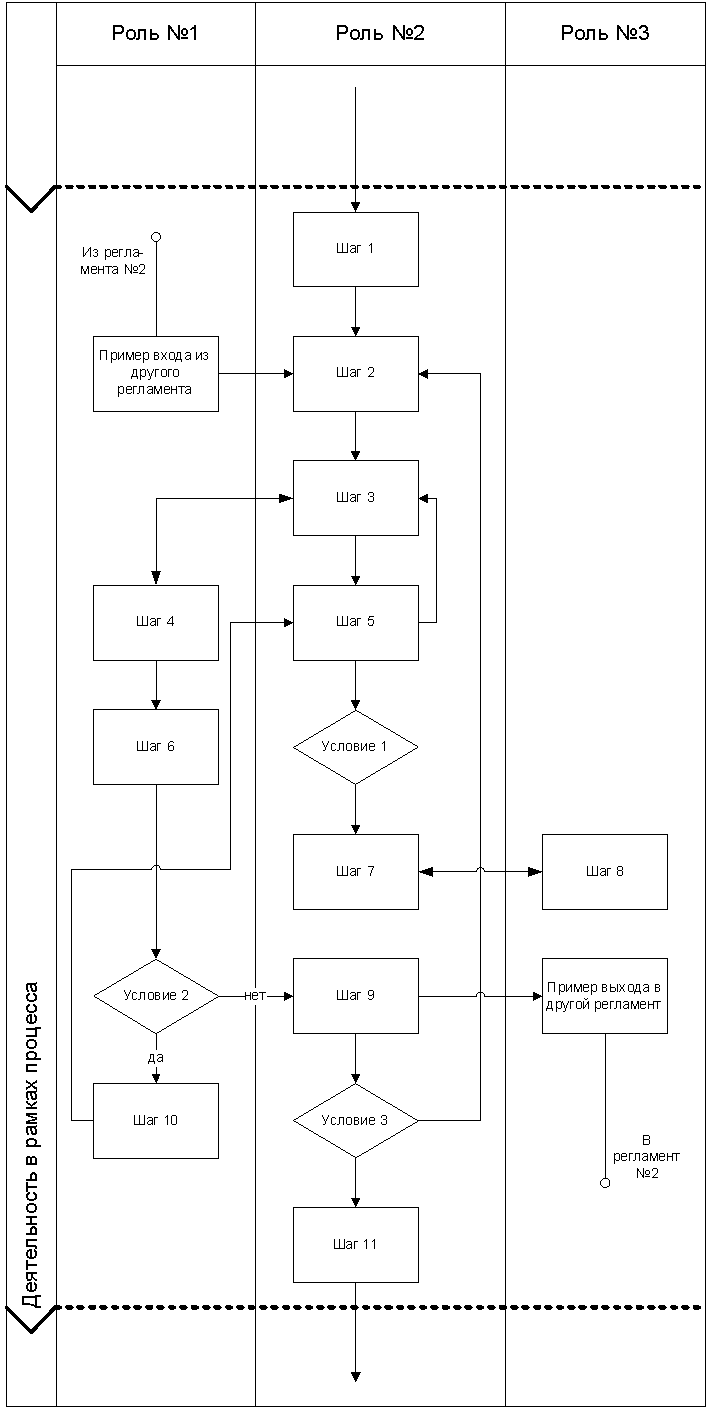 Роль №1
Роль №2
Роль №3
Шаг 1
Из регла-
мента №2
Пример входа из
другого
регламента
Шаг 2
Шаг 3
Шаг 4
Шаг 5
Шаг 6
Условие 1
Шаг 7
Шаг 8
Условие 2
нет
Шаг 9
Пример выхода в
другой регламент
да
Шаг 10
Условие 3
В
регламент
№2
Шаг 11
Деятельность в рамках процесса